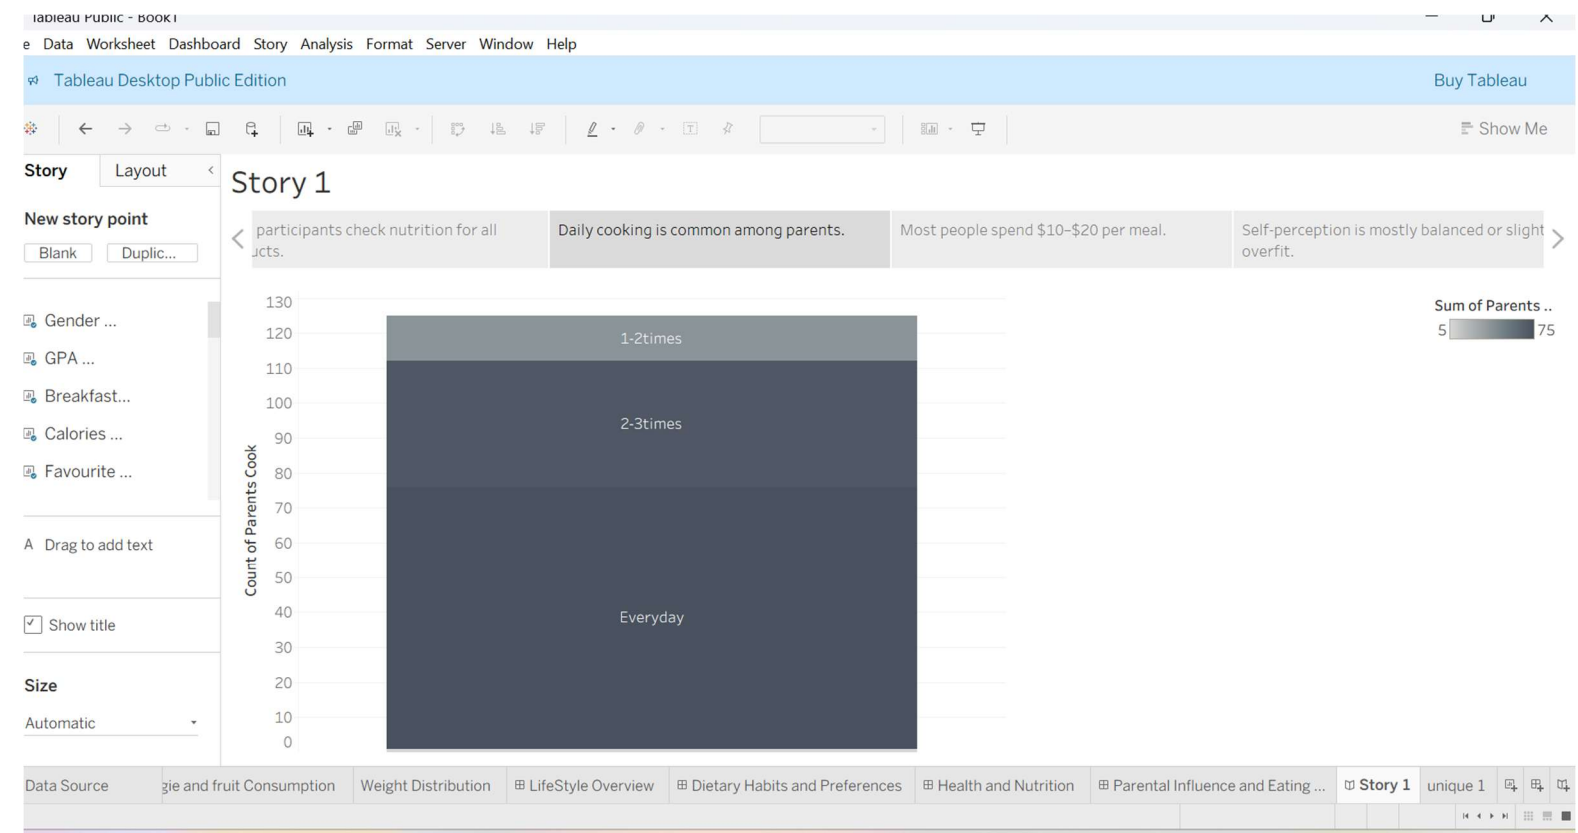 Tableau Public - Book1
e Data Worksheet Dashboard Story Analysis Format Server Window Help
Tableau Desktop Public Edition
Buy Tableau
Show Me
Story Layout
New story point
Blank Duplic...
Gender ...
GPA ...
Breakfast...
Calories ...
Favourite ...
A Drag to add text
Show title
Size
Automatic
Story 1
participants check nutrition for all
ucts.
Daily cooking is common among parents.
Most people spend $10–$20 per meal.
Self-perception is mostly balanced or slight
overfit.
Count of Parents Cook
130
120
110
100
90
80
70
60
50
40
30
20
10
0
1-2times
2-3times
Everyday
Sum of Parents ..
5 75
Data Source gie and fruit Consumption Weight Distribution LifeStyle Overview Dietary Habits and Preferences Health and Nutrition Parental Influence and Eating ... Story 1 unique 1